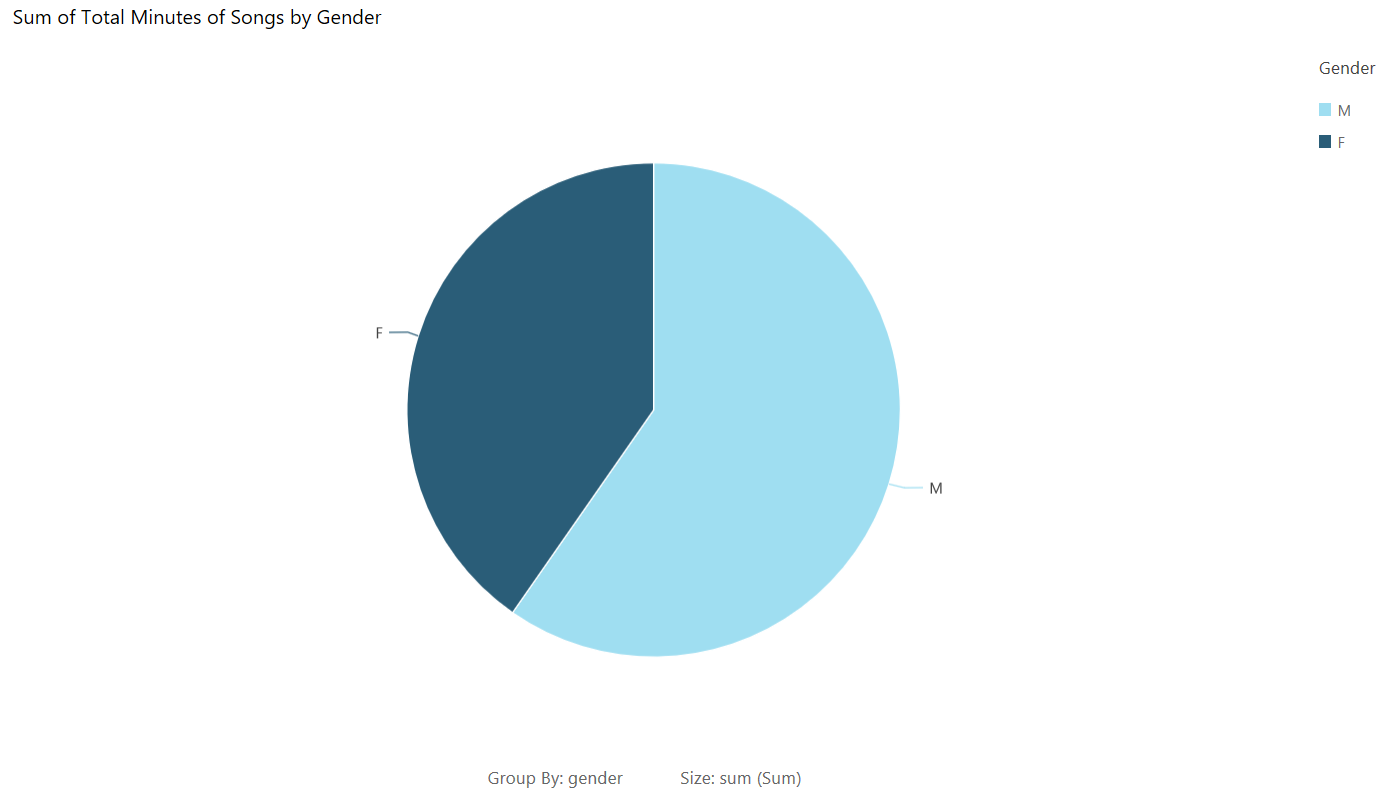 Sum of Total Minutes of Songs by Gender
Gender
M
F
F
M
Group By: gender
Size: sum (Sum)